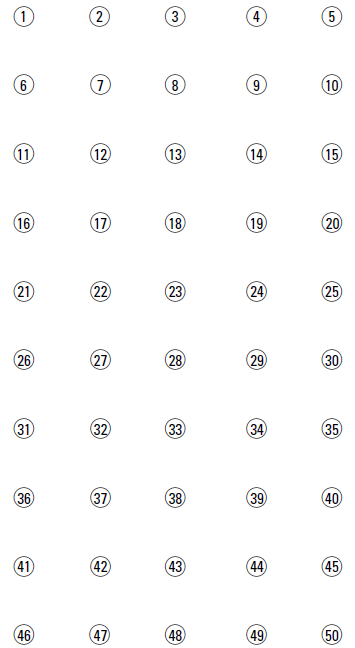 ① ② ③ ④ ⑤
⑥ ⑦ ⑧ ⑨ ⑩
⑪ ⑫ ⑬ ⑭ ⑮
⑯ ⑰ ⑱ ⑲ ⑳
㉑ ㉒ ㉓ ㉔ ㉕
㉖ ㉗ ㉘ ㉙ ㉚
㉛ ㉜ ㉝ ㉞ ㉟
㊱ ㊲ ㊳ ㊴ ㊵
㊶ ㊷ ㊸ ㊹ ㊺
㊻ ㊼ ㊽ ㊾ ㊿